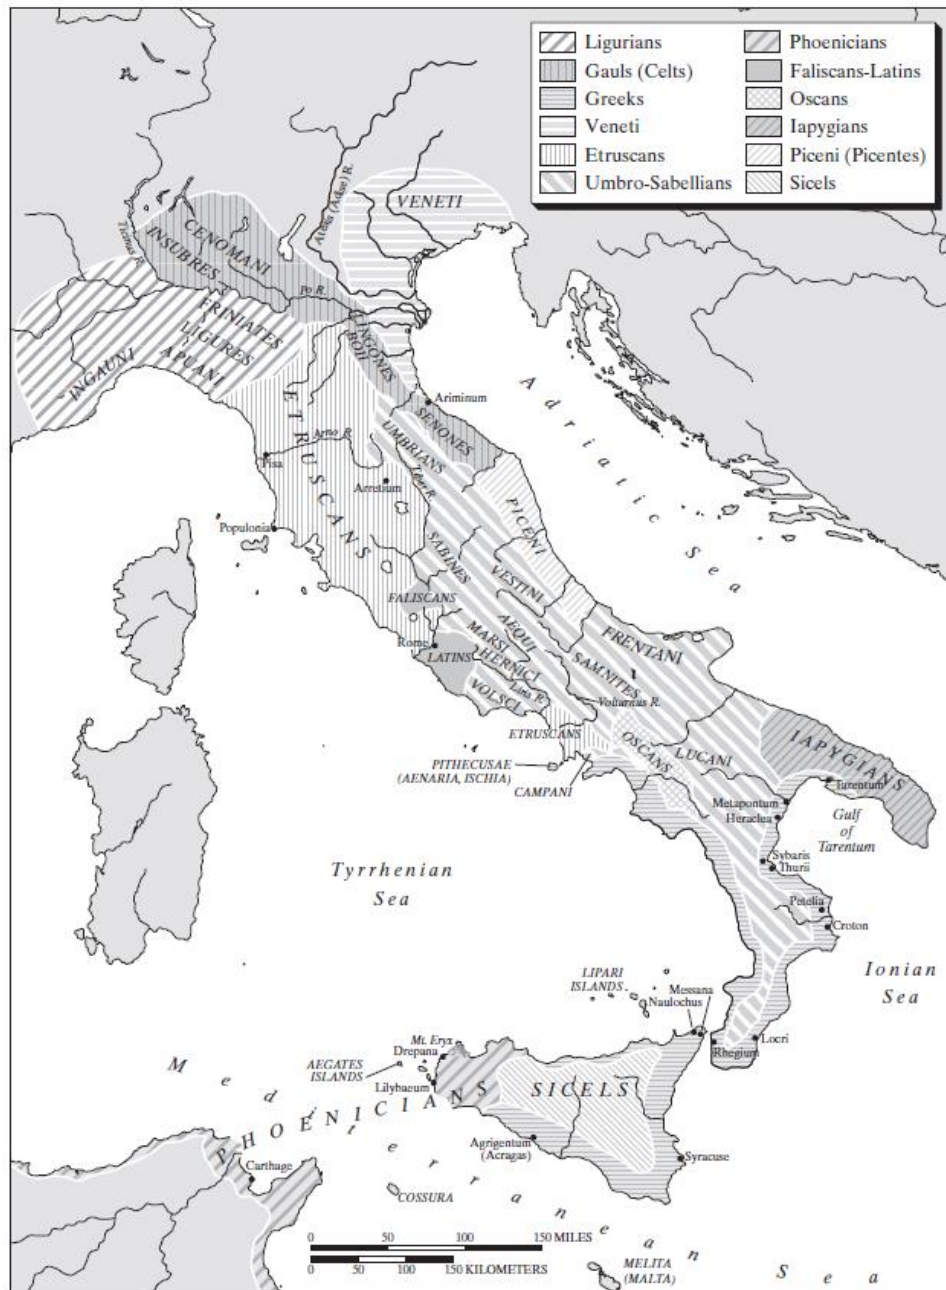 Ligurians
Gauls (Celts)
Greeks
Veneti
Etruscans
Umbro-Sabellians
Phoenicians
Faliscans-Latins
Oscans
Iapygians
Piceni (Picentes)
Sicels
VENETI
Atesis (Adige) R.
CENOMANI
INSUBRES
Ticinus R.
Po R.
FRINIATES
LIGURES
APUANI
INGAUNI
LINGONES
BOII
Ariminum
SENONES
Adriatic Sea
ETRUSCANS
UMBRIANS
Arno R.
Pisa
Arretium
Tiber R.
PICENI
Populonia
SABINES
VESTINI
FALISCANS
AEQUI
MARSI
FRENTANI
Rome
LATINS
HERNICI
SAMNITES
VOLSCI
Liris R.
Volturnus R.
ETRUSCANS
OSCANS
LUCANI
IAPYGIANS
PITHECUSAE
(AENARIA, ISCHIA)
CAMPANI
Tarentum
Metapontum
Heraclea
Gulf
of
Tarentum
Tyrrhenian
Sea
Sybaris
Thurii
Petelia
Croton
Ionian
Sea
LIPARI
ISLANDS
Messana
Naulochus
Locri
Rhegium
Mt. Eryx
Drepana
AEGATES
ISLANDS
Lilybaeum
SICELS
PHOENICIANS
Mediterranean Sea
Agrigentum
(Acragas)
Syracuse
Carthage
COSSURA
0 50 100 150 MILES
0 50 100 150 KILOMETERS
MELITA
(MALTA)